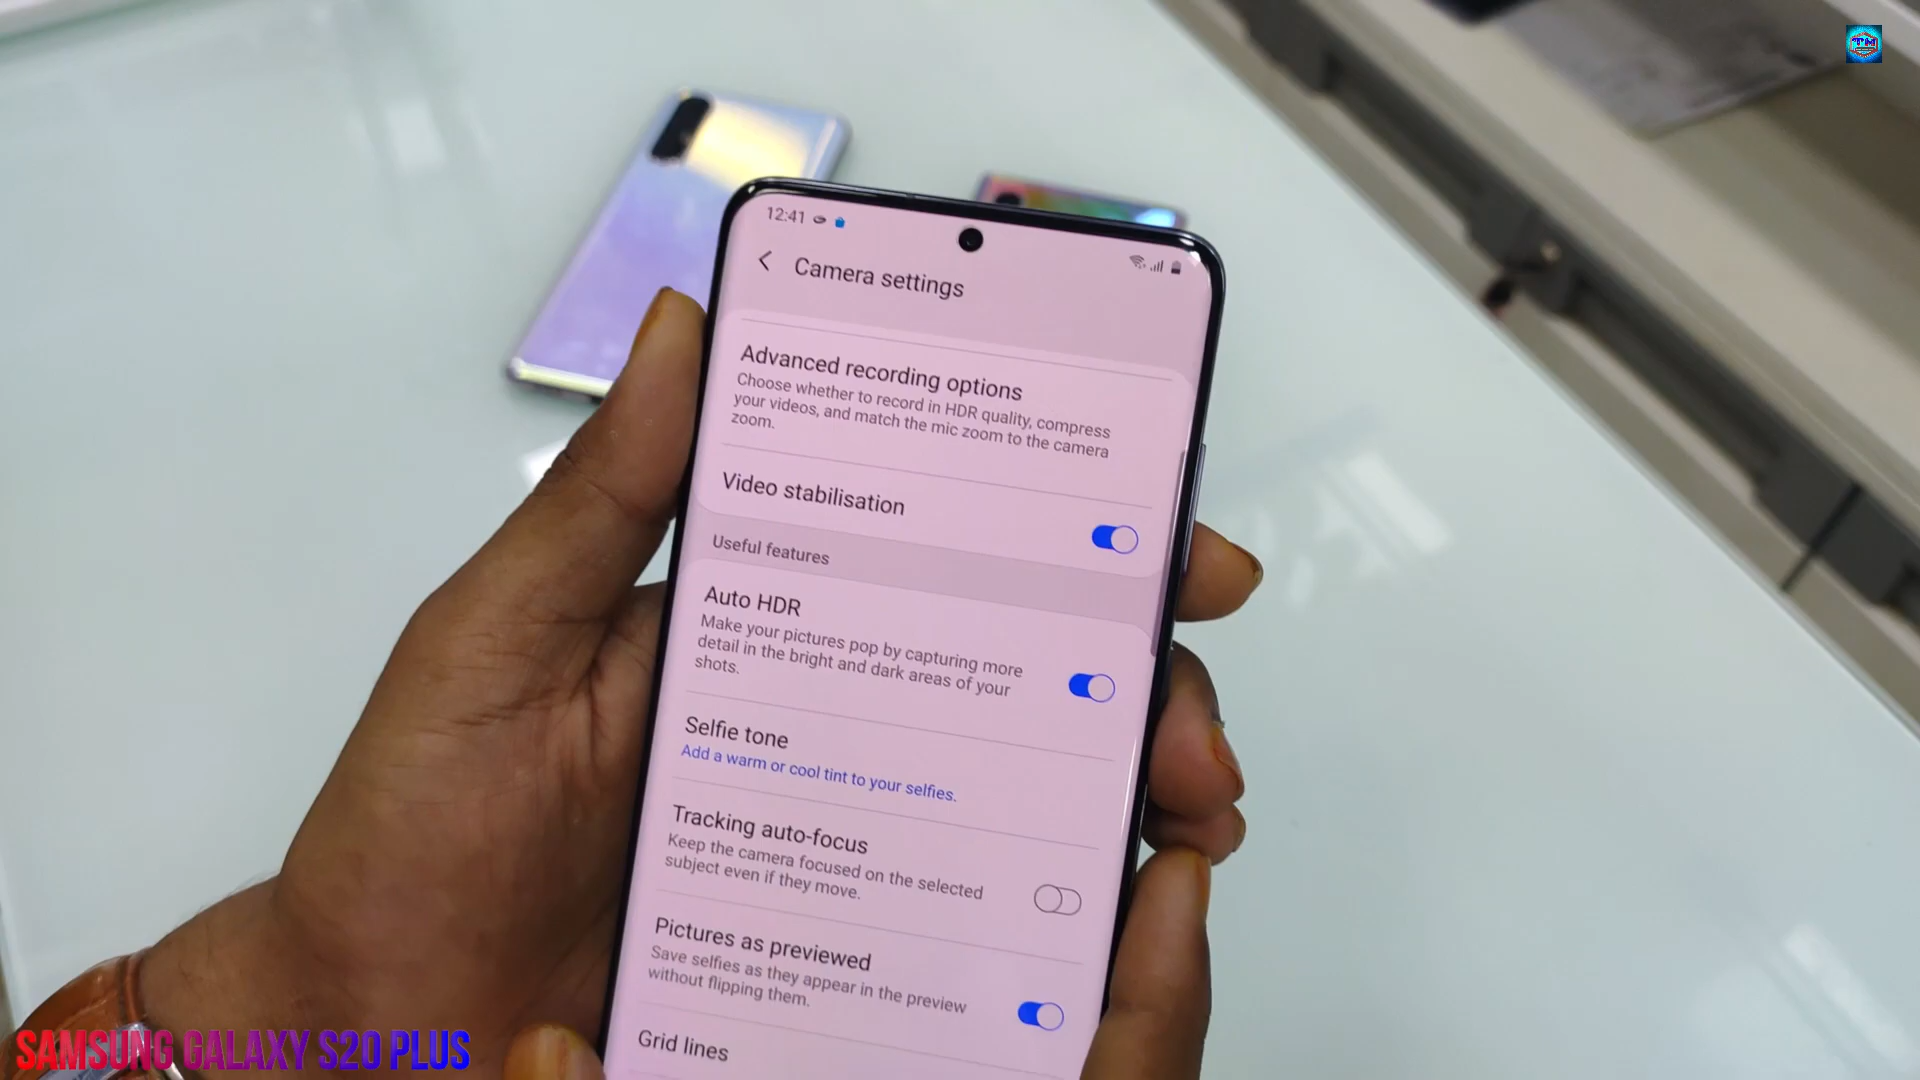 TM
12:41
Camera settings
Advanced recording options
Choose whether to record in HDR quality, compress
your videos, and match the mic zoom to the camera
zoom.
Video stabilisation
Useful features
Auto HDR
Make your pictures pop by capturing more
detail in the bright and dark areas of your
shots.
Selfie tone
Add a warm or cool tint to your selfies.
Tracking auto-focus
Keep the camera focused on the selected
subject even if they move.
Pictures as previewed
Save selfies as they appear in the preview
without flipping them.
Grid lines
SAMSUNG GALAXY S20 PLUS